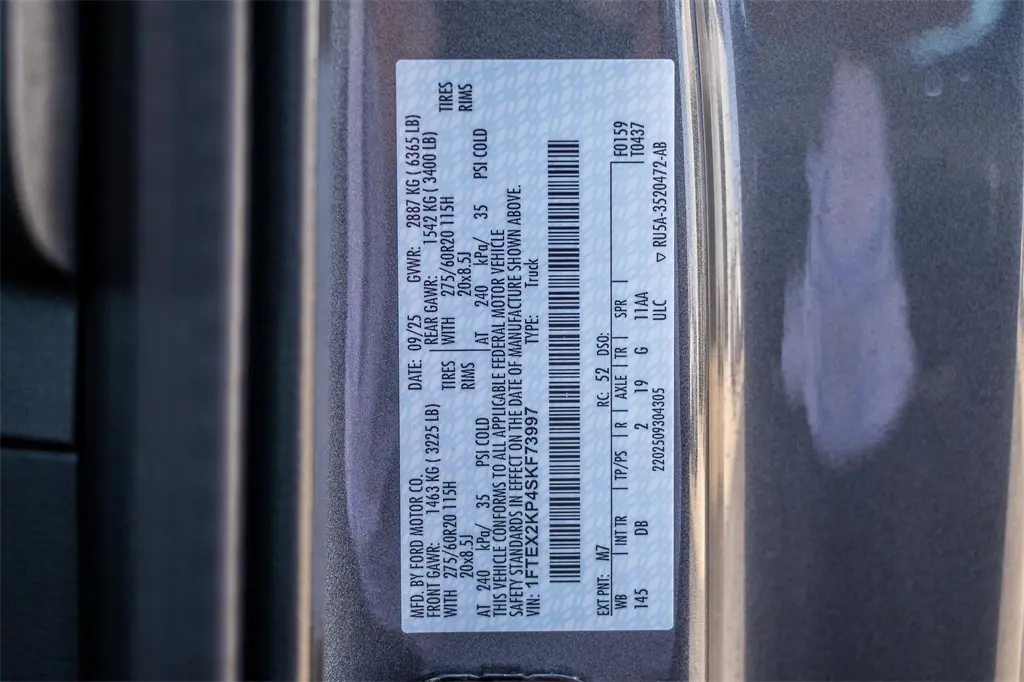 MFD. BY FORD MOTOR CO. DATE: 09/25 GVWR: 2887 KG ( 6365 LB)
FRONT GAWR: 1463 KG ( 3225 LB) REAR GAWR: 1542 KG ( 3400 LB)
WITH 275/60R20 115H TIRES WITH 275/60R20 115H TIRES
20x8.5J RIMS 20x8.5J RIMS
AT 240 kPa/ 35 PSI COLD AT 240 kPa/ 35 PSI COLD
THIS VEHICLE CONFORMS TO ALL APPLICABLE FEDERAL MOTOR VEHICLE
SAFETY STANDARDS IN EFFECT ON THE DATE OF MANUFACTURE SHOWN ABOVE.
VIN: 1FTEX2KP4SKF73997 TYPE: Truck
EXT PNT: M7 RC: 52 DSO: F0159
WB INT TR TP/PS R AXLE TR SPR T0437
145 DB 2 19 G 11AA
2202509304305 ULC ▽ RU5A-3520472-AB